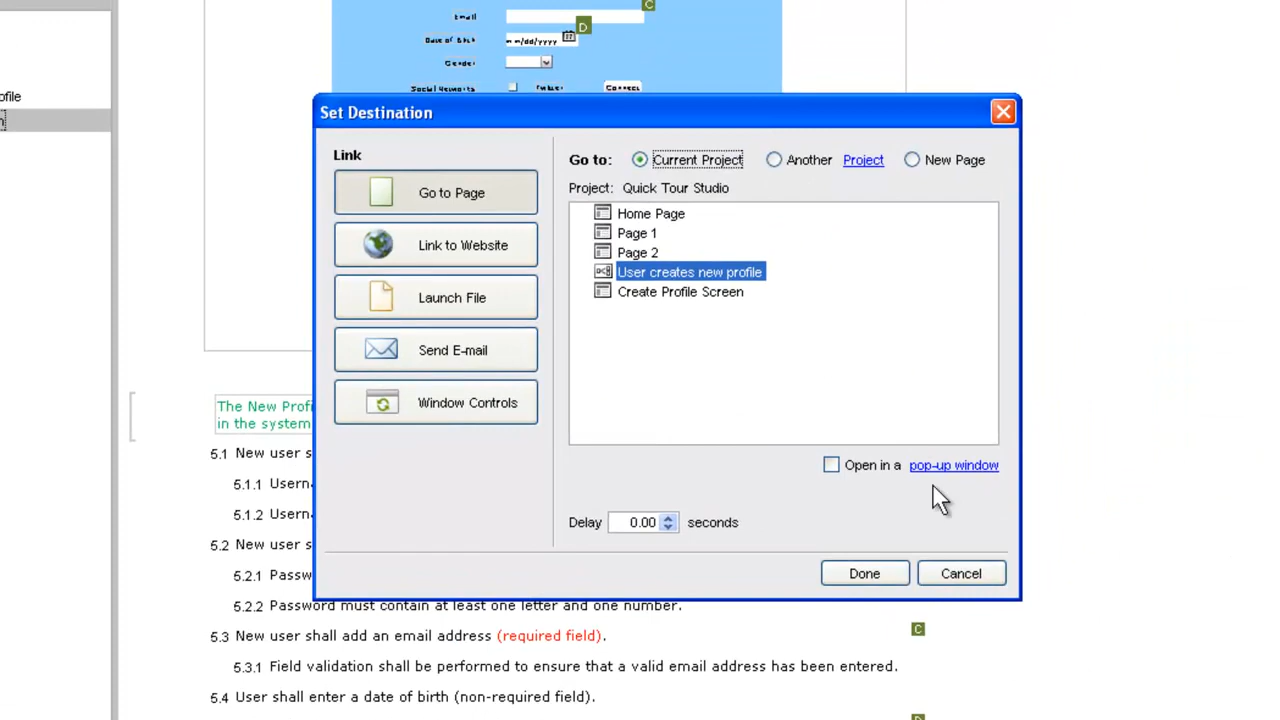 C
Email
D
Date of Birth mm/dd/yyyy 17
Gender
Social Networks Twitter Connect
ofile
Set Destination
Link
Go to: Current Project Another Project New Page
Go to Page
Project: Quick Tour Studio
Home Page
Page 1
Link to Website
Page 2
User creates new profile
Create Profile Screen
Launch File
Send E-mail
Window Controls
The New Profi
in the system
5.1 New user s
Open in a pop-up window
5.1.1 Usern
5.1.2 Usern
Delay 0.00 seconds
5.2 New user s
5.2.1 Passw
Done Cancel
5.2.2 Password must contain at least one letter and one number.
C
5.3 New user shall add an email address (required field).
5.3.1 Field validation shall be performed to ensure that a valid email address has been entered.
5.4 User shall enter a date of birth (non-required field).
D